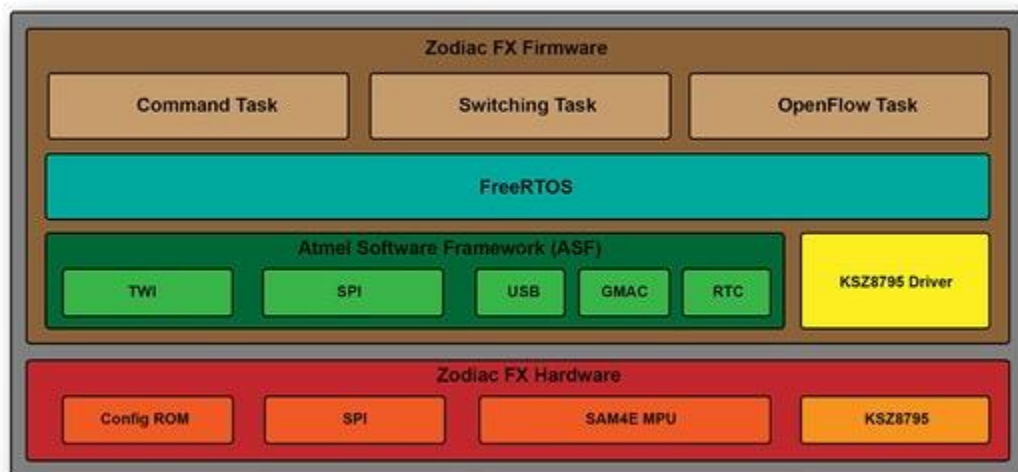 Zodiac FX Firmware
Command Task
Switching Task
OpenFlow Task
FreeRTOS
Atmel Software Framework (ASF)
TWI
SPI
USB
GMAC
RTC
KSZ8795 Driver
Zodiac FX Hardware
Config ROM
SPI
SAM4E MPU
KSZ8795